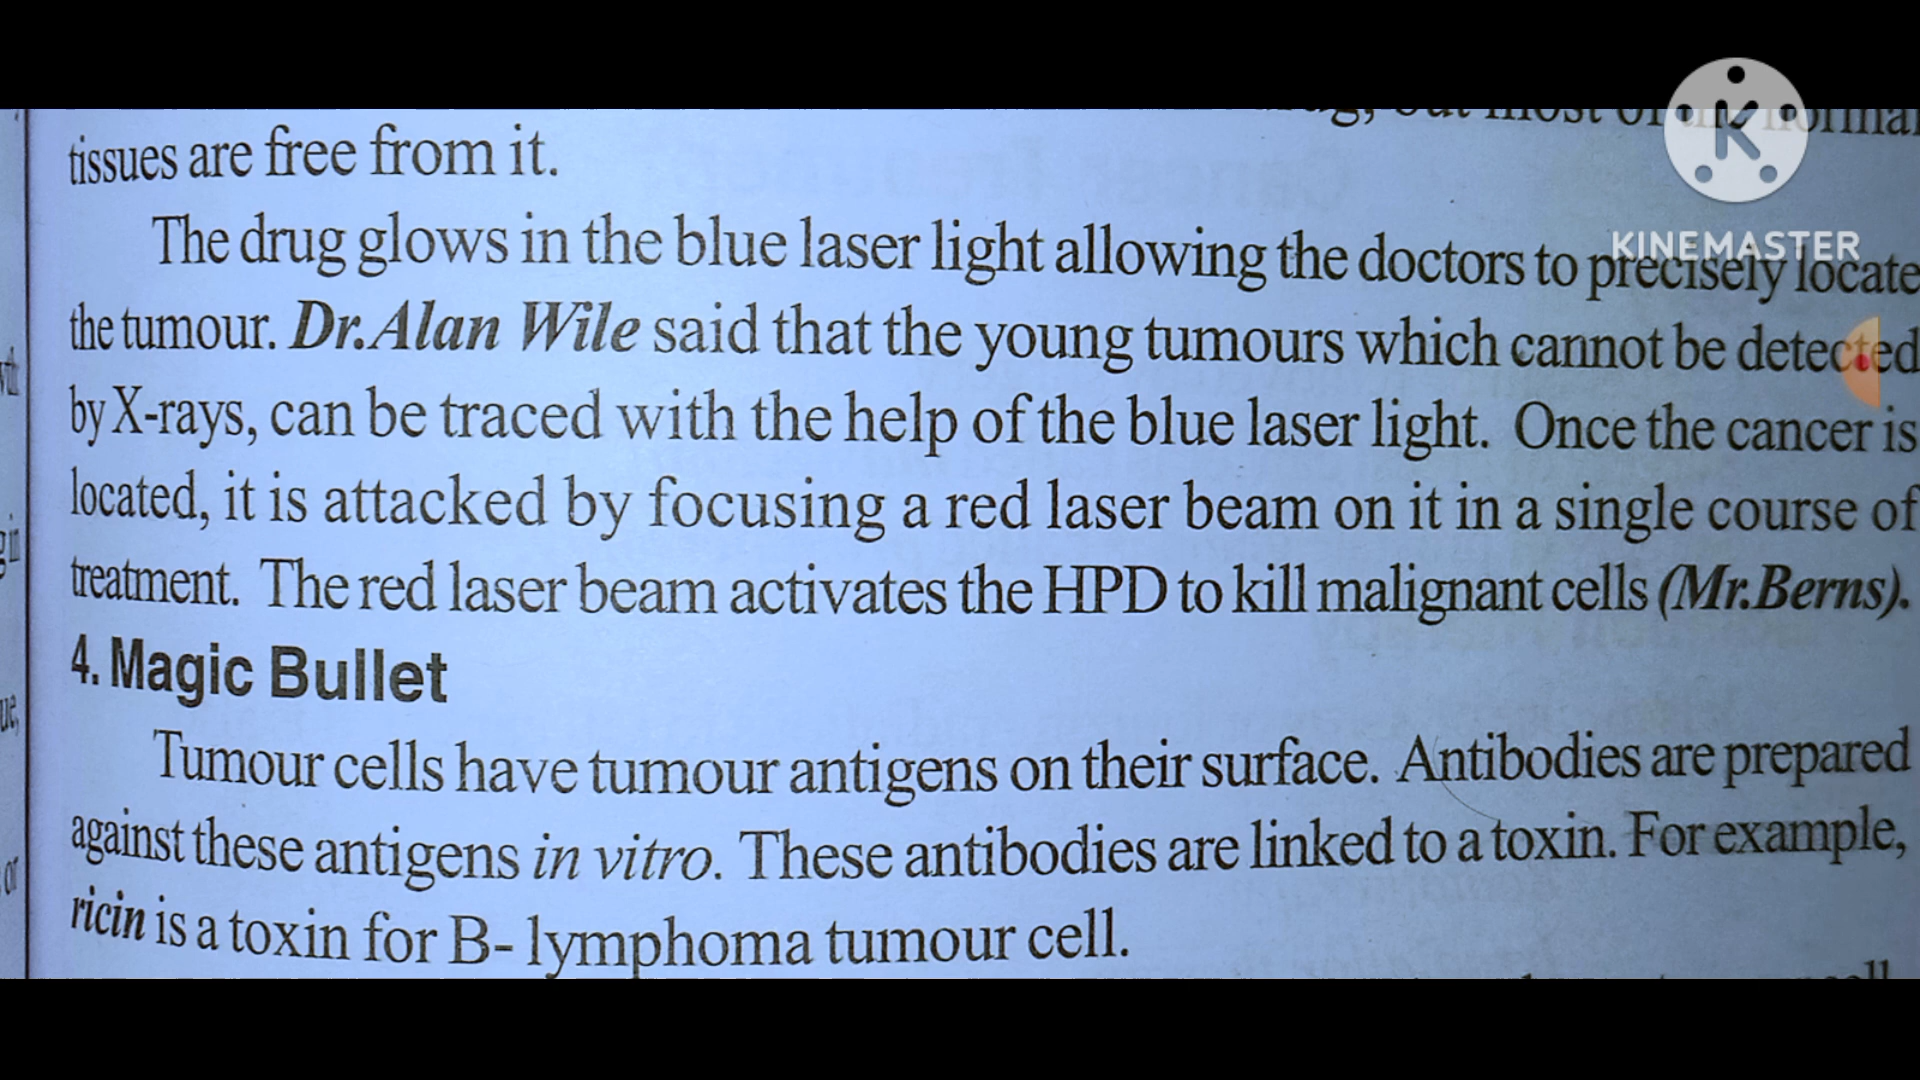 but most of the normal
tissues are free from it.
The drug glows in the blue laser light allowing the doctors to precisely locate
the tumour. Dr.Alan Wile said that the young tumours which cannot be detected
by X-rays, can be traced with the help of the blue laser light. Once the cancer is
located, it is attacked by focusing a red laser beam on it in a single course of
treatment. The red laser beam activates the HPD to kill malignant cells (Mr.Berns).
4. Magic Bullet
Tumour cells have tumour antigens on their surface. Antibodies are prepared
against these antigens in vitro. These antibodies are linked to a toxin. For example,
ricin is a toxin for B- lymphoma tumour cell.
KINEMASTER